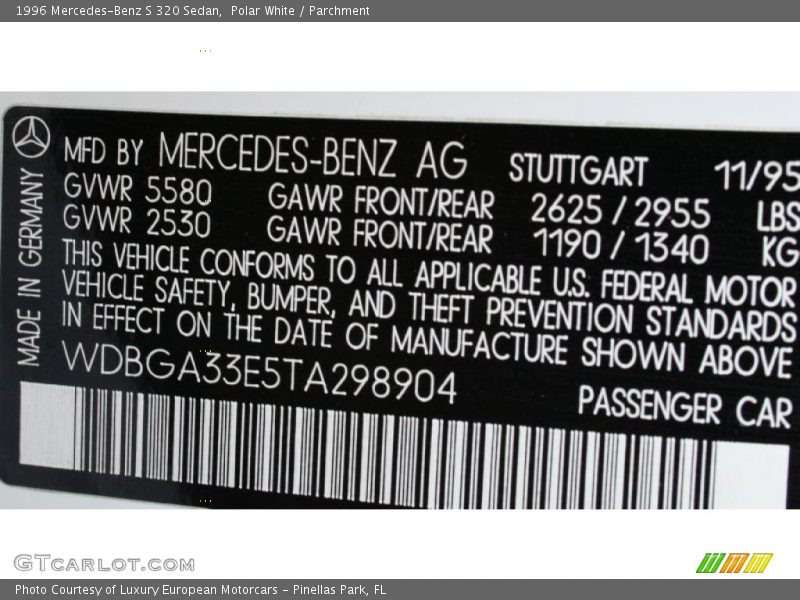 1996 Mercedes-Benz S 320 Sedan, Polar White / Parchment
MFD BY MERCEDES-BENZ AG STUTTGART 11/95
GVWR 5580 GAWR FRONT/REAR 2625 / 2955 LBS
GVWR 2530 GAWR FRONT/REAR 1190 / 1340 KG
THIS VEHICLE CONFORMS TO ALL APPLICABLE U.S. FEDERAL MOTOR
VEHICLE SAFETY, BUMPER, AND THEFT PREVENTION STANDARDS
IN EFFECT ON THE DATE OF MANUFACTURE SHOWN ABOVE
WDBGA33E5TA298904
PASSENGER CAR
MADE IN GERMANY
GTCARLOT.COM
Photo Courtesy of Luxury European Motorcars - Pinellas Park, FL